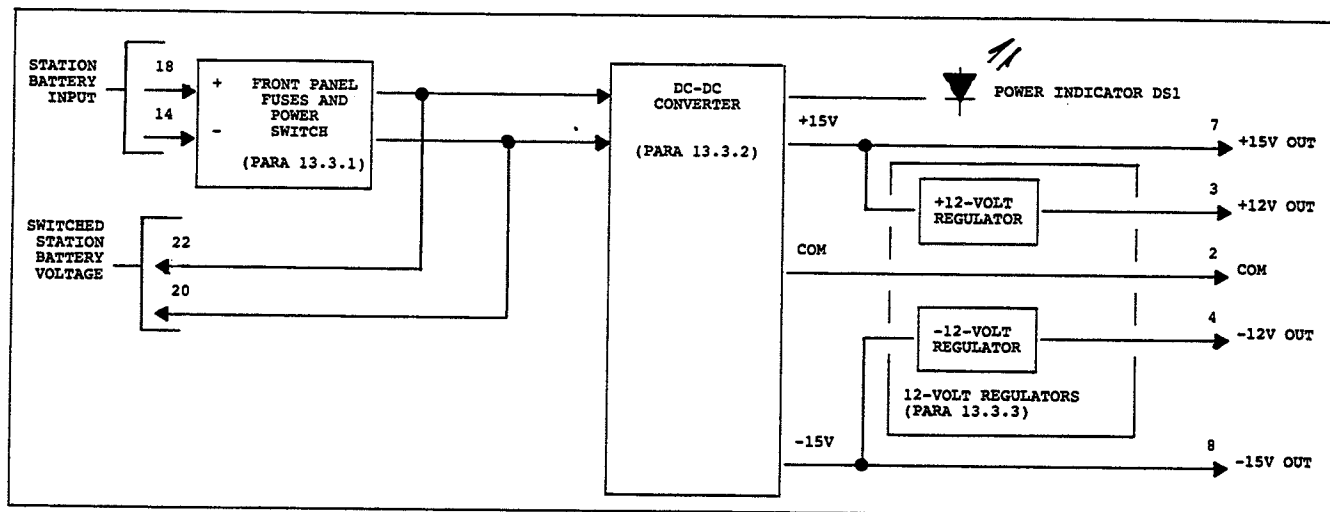 STATION
BATTERY
INPUT
18
14
+
-
FRONT PANEL
FUSES AND
POWER
SWITCH
(PARA 13.3.1)
SWITCHED
STATION
BATTERY
VOLTAGE
22
20
DC-DC
CONVERTER
(PARA 13.3.2)
POWER INDICATOR DS1
+15V
7
+15V OUT
+12-VOLT
REGULATOR
3
+12V OUT
COM
2
COM
-12-VOLT
REGULATOR
4
-12V OUT
12-VOLT REGULATORS
(PARA 13.3.3)
-15V
8
-15V OUT